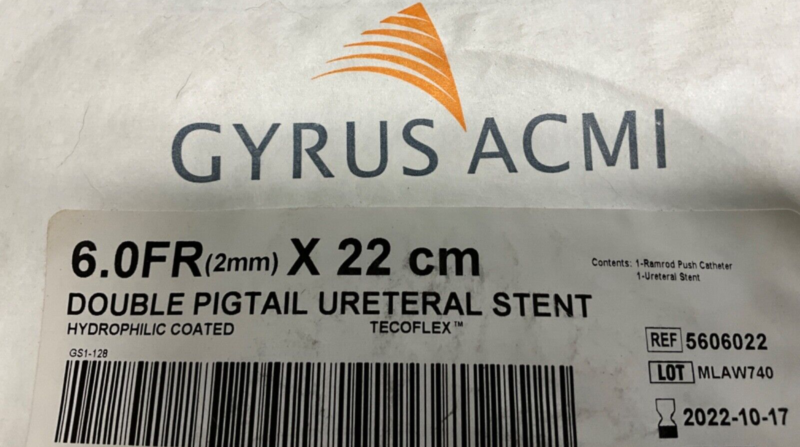 GYRUS ACMI
6.0FR(2mm) X 22 cm
Contents: 1-Ramrod Push Catheter
1-Ureteral Stent
DOUBLE PIGTAIL URETERAL STENT
HYDROPHILIC COATED TECOFLEX™
REF 5606022
GS1-128
LOT MLAW740
2022-10-17